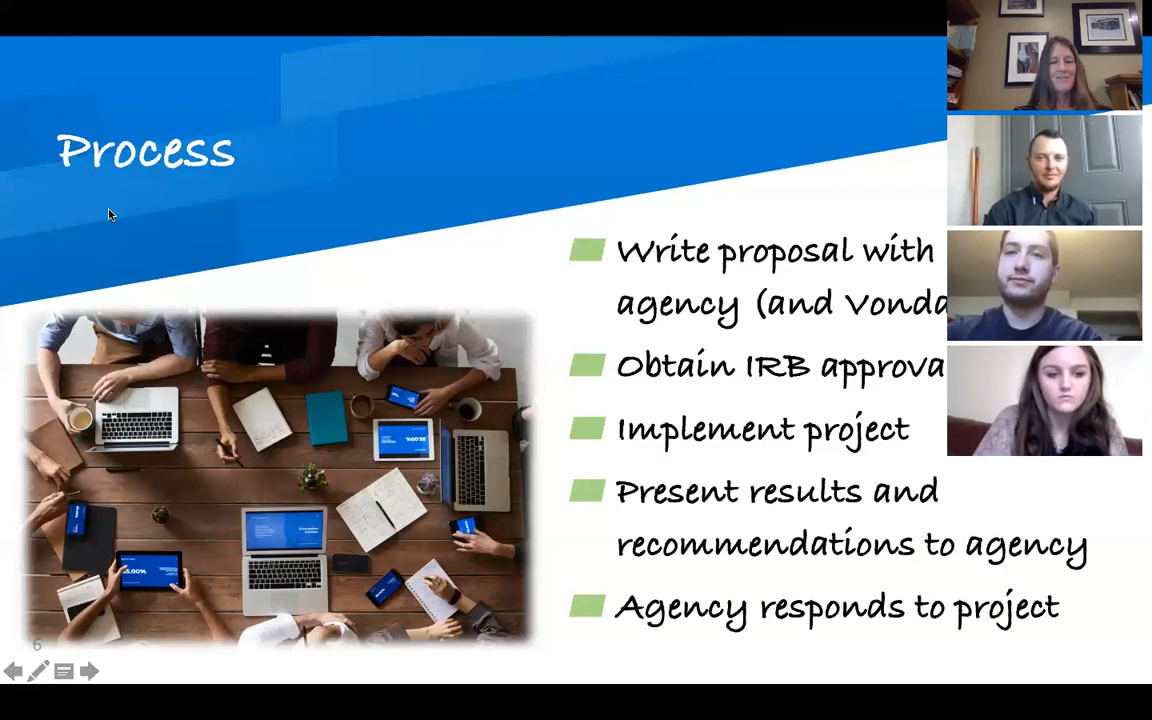 Process
Write proposal with
agency (and Vonda
Obtain IRB approva
Implement project
Present results and
recommendations to agency
Agency responds to project
6